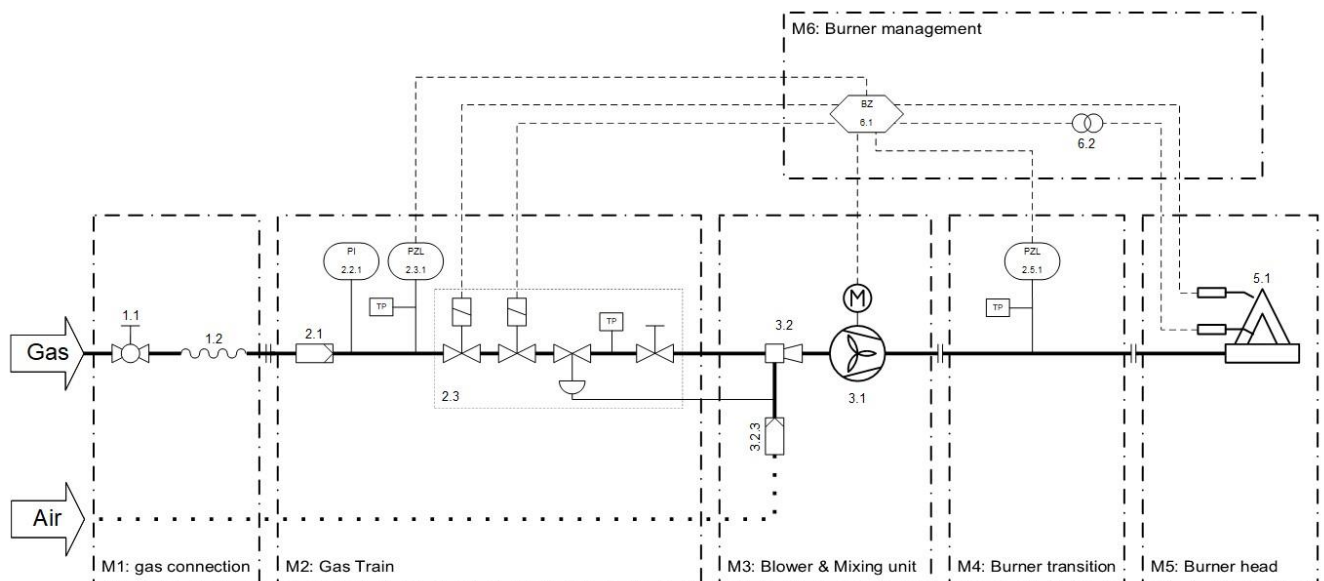 M6: Burner management
BZ
6.1
6.2
PI
2.2.1
PZL
2.3.1
PZL
2.5.1
5.1
TP
TP
TP
M
1.1
1.2
2.1
3.2
Gas
2.3
3.1
3.2.3
Air
M1: gas connection
M2: Gas Train
M3: Blower & Mixing unit
M4: Burner transition
M5: Burner head